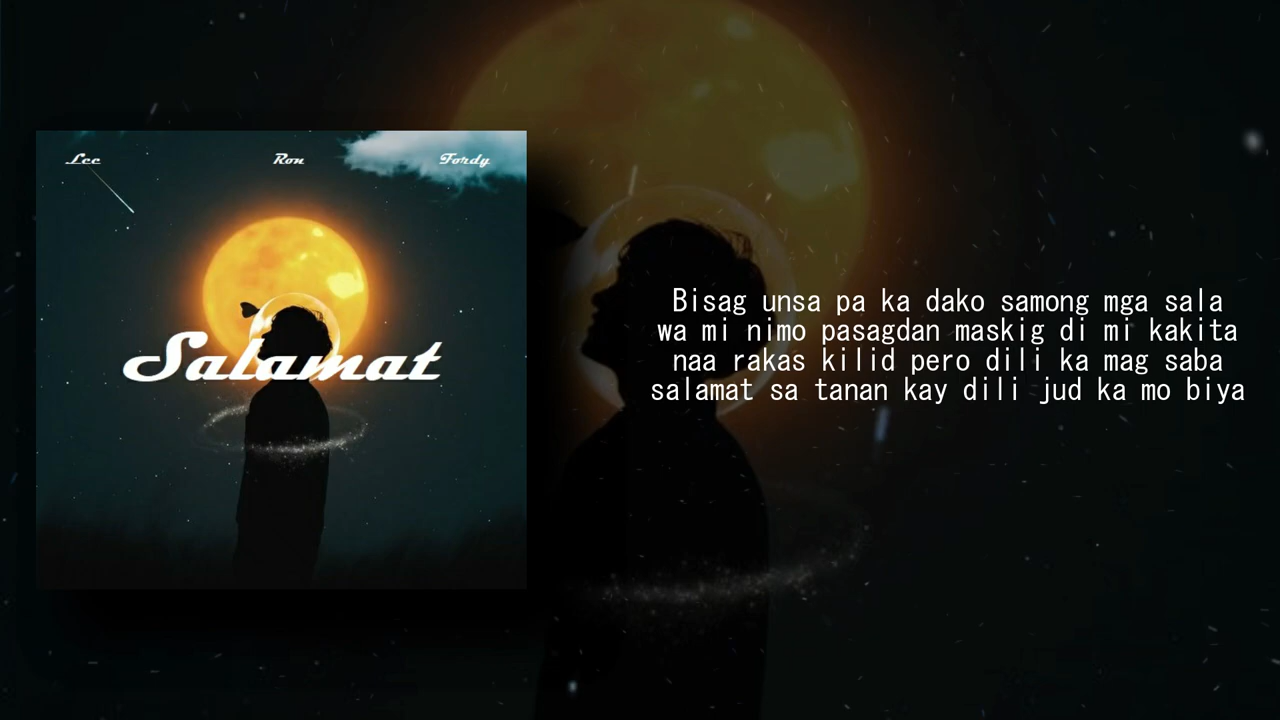 Lee Ron Fordy
Salamat
Bisag unsa pa ka dako samong mga sala
wa mi nimo pasagdan maskig di mi kakita
naa rakas kilid pero dili ka mag saba
salamat sa tanan kay dili jud ka mo biya